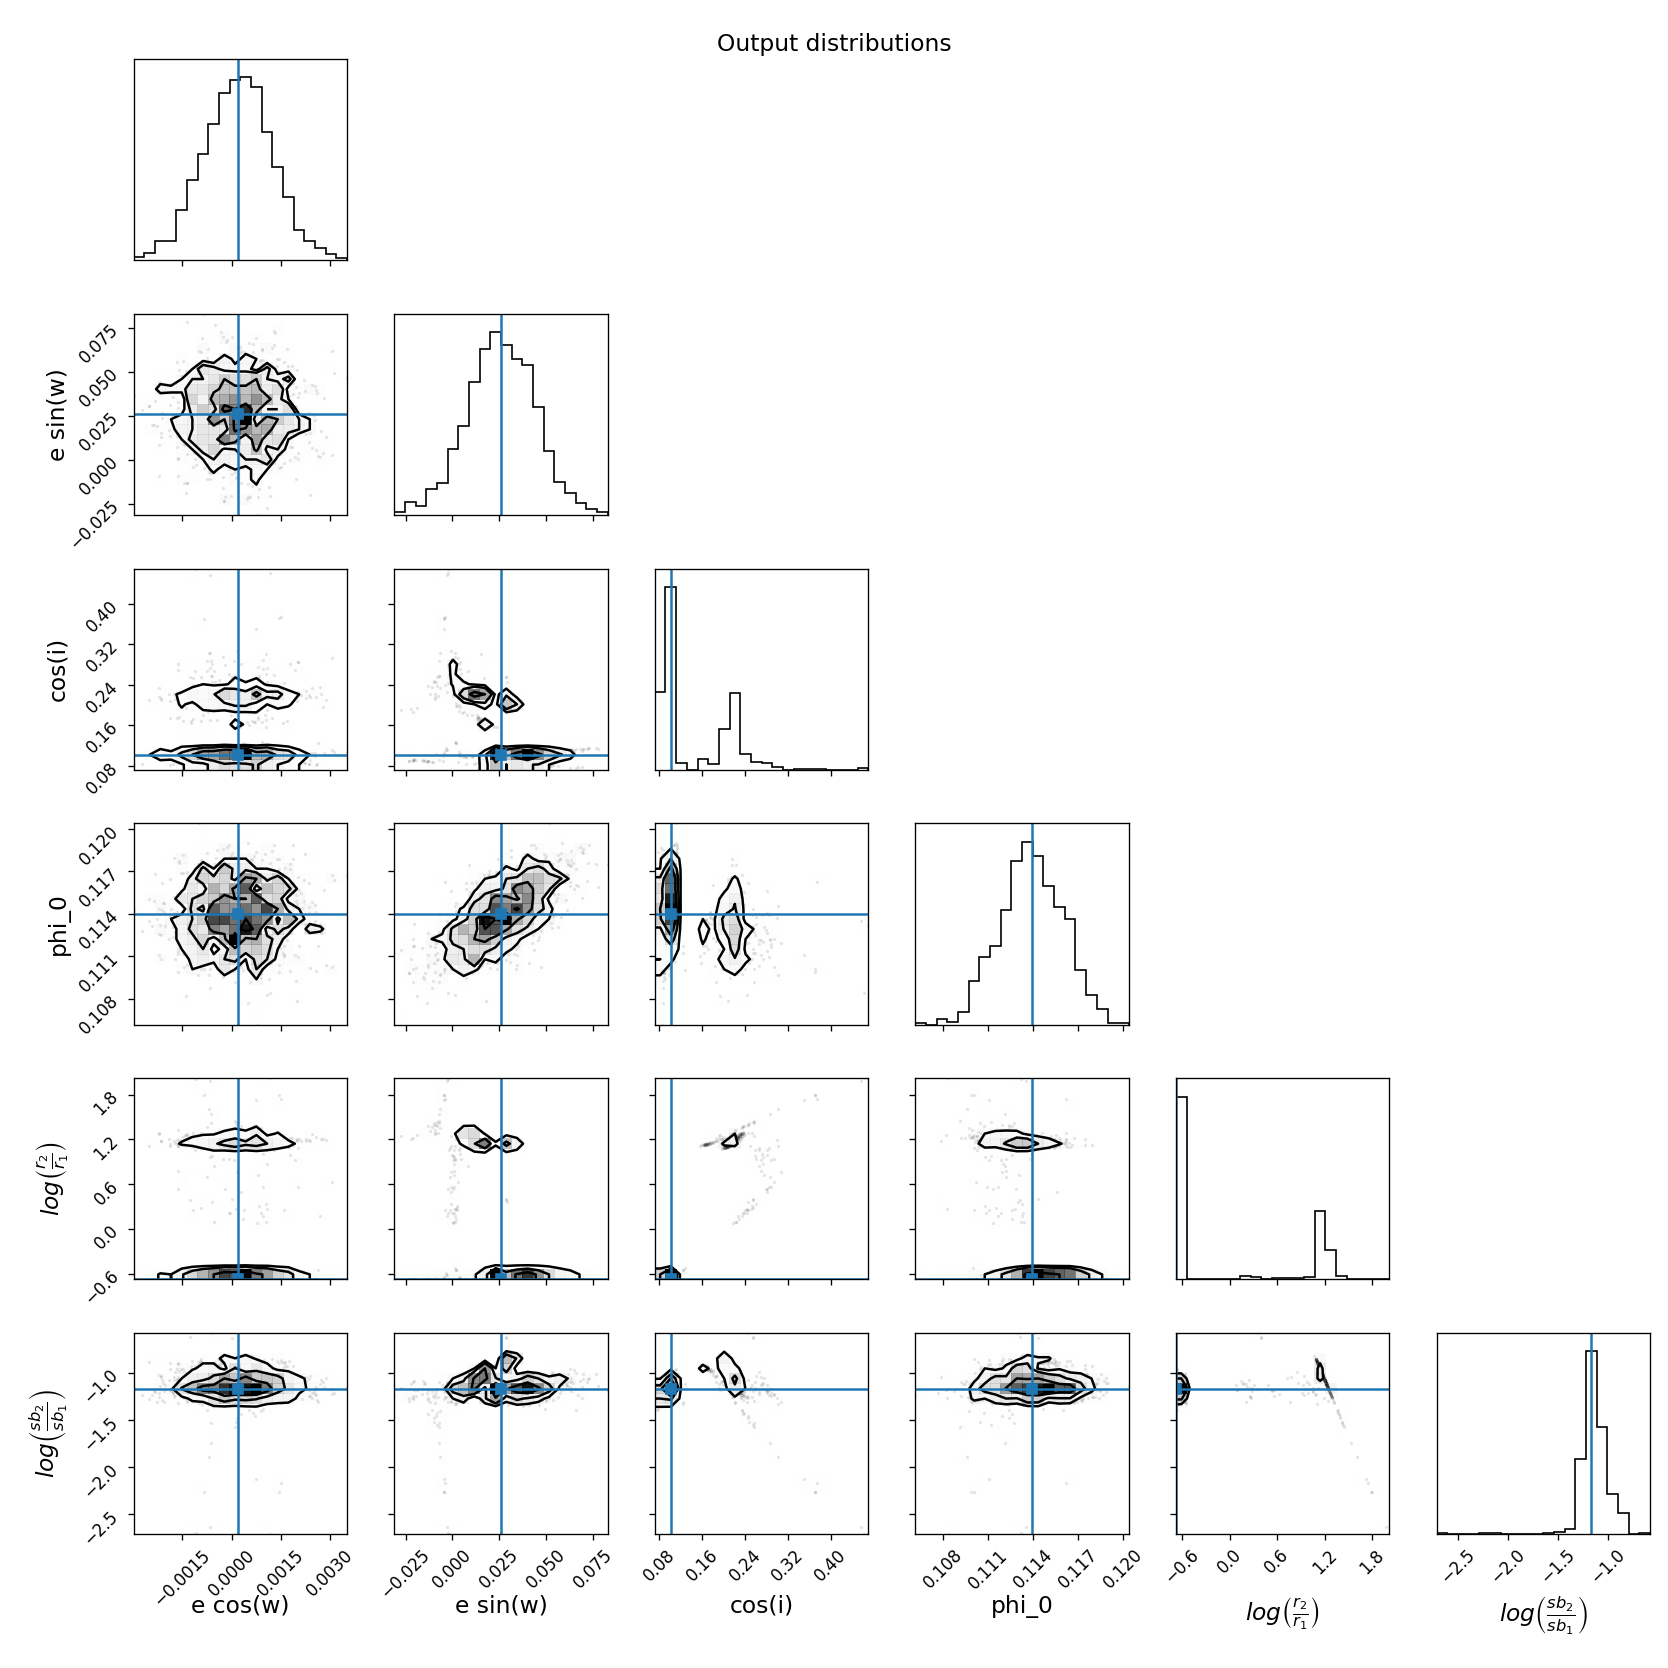 Output distributions
e sin(w)
0.075
0.050
0.025
0.000
−0.025
cos(i)
0.40
0.32
0.24
0.16
0.08
phi_0
0.120
0.117
0.114
0.111
0.108
log(r2/r1)
1.8
1.2
0.6
0.0
−0.6
log(sb2/sb1)
−1.0
−1.5
−2.0
−2.5
−0.0015 0.0000 0.0015 0.0030
−0.025 0.000 0.025 0.050 0.075
0.08 0.16 0.24 0.32 0.40
0.108 0.111 0.114 0.117 0.120
−0.6 0.0 0.6 1.2 1.8
−2.5 −2.0 −1.5 −1.0
e cos(w) e sin(w) cos(i) phi_0 log(r2/r1) log(sb2/sb1)